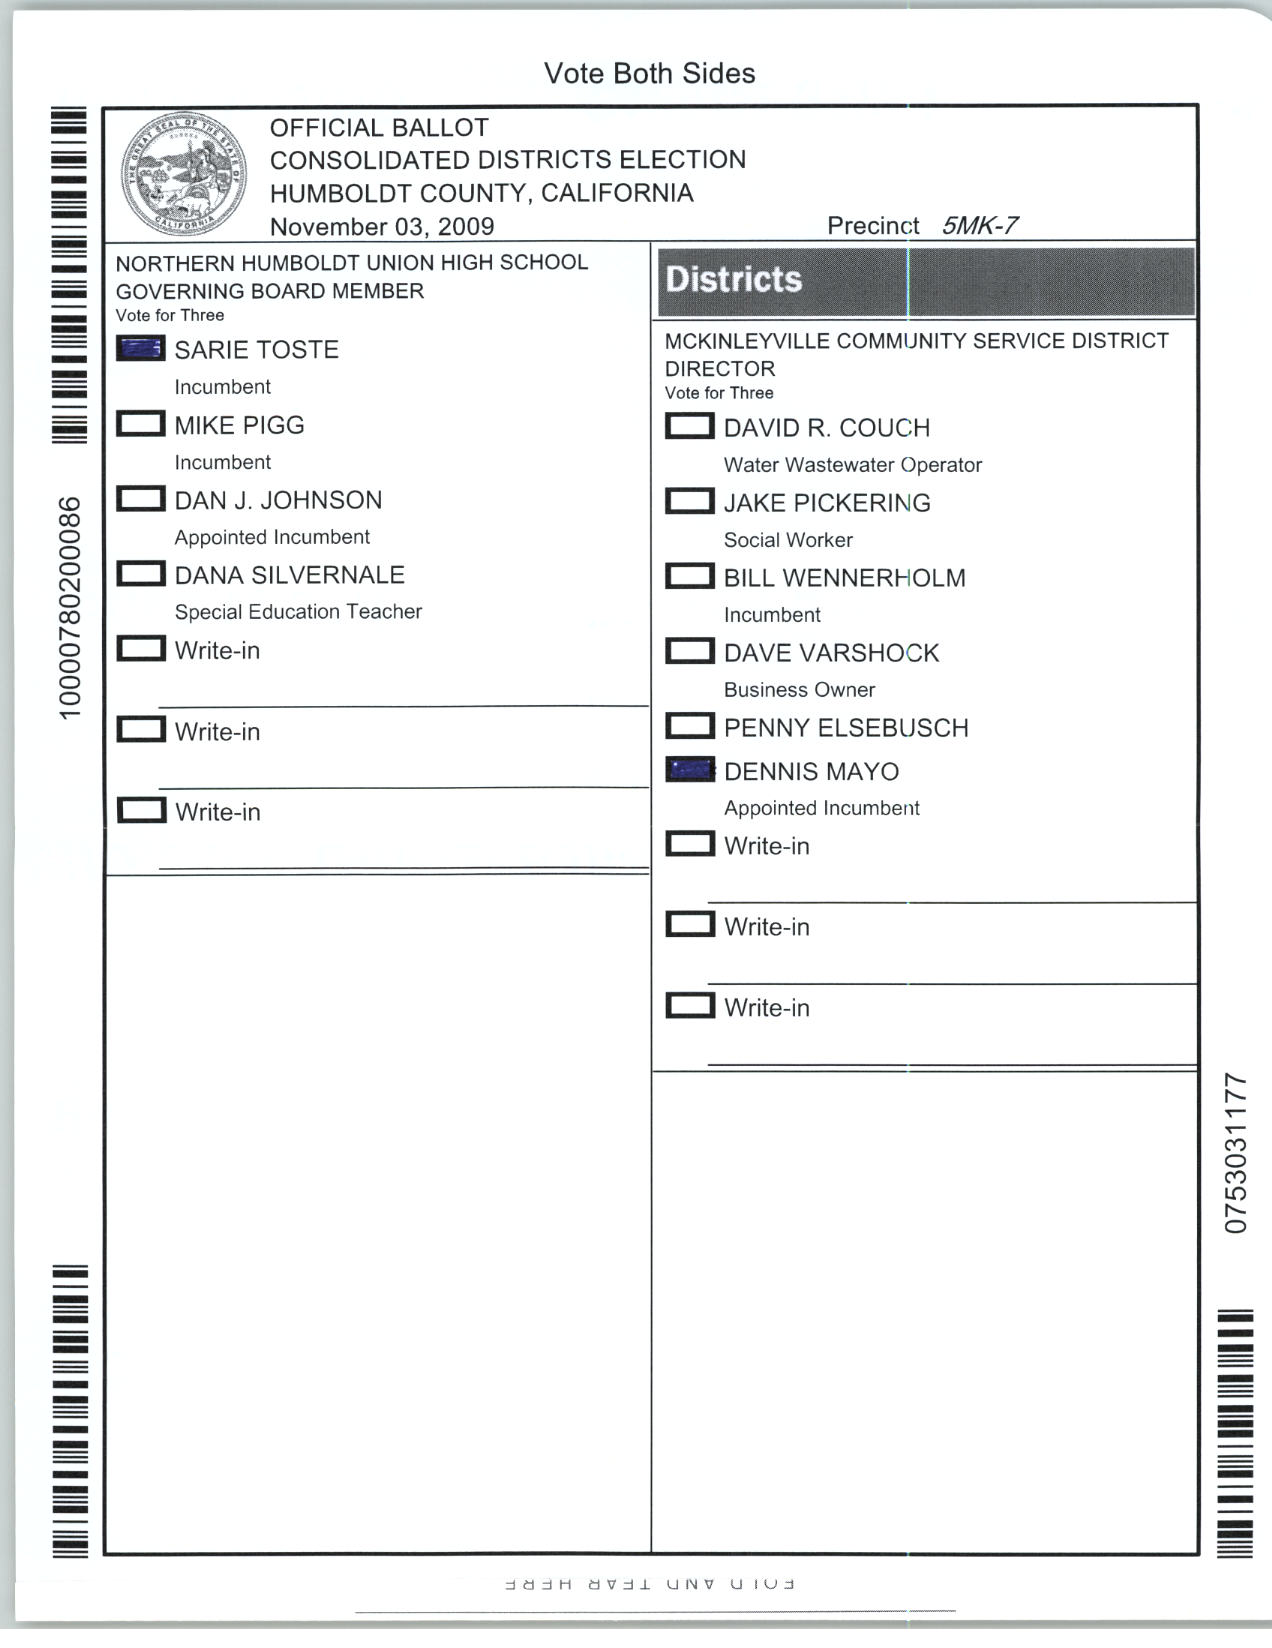 Vote Both Sides
THE GREAT SEAL OF THE STATE OF CALIFORNIA
EUREKA
OFFICIAL BALLOT
CONSOLIDATED DISTRICTS ELECTION
HUMBOLDT COUNTY, CALIFORNIA
November 03, 2009
Precinct 5MK-7
NORTHERN HUMBOLDT UNION HIGH SCHOOL
GOVERNING BOARD MEMBER
Vote for Three
SARIE TOSTE
Incumbent
MIKE PIGG
Incumbent
DAN J. JOHNSON
Appointed Incumbent
DANA SILVERNALE
Special Education Teacher
Write-in
Write-in
Write-in
Districts
MCKINLEYVILLE COMMUNITY SERVICE DISTRICT
DIRECTOR
Vote for Three
DAVID R. COUCH
Water Wastewater Operator
JAKE PICKERING
Social Worker
BILL WENNERHOLM
Incumbent
DAVE VARSHOCK
Business Owner
PENNY ELSEBUSCH
DENNIS MAYO
Appointed Incumbent
Write-in
Write-in
Write-in
10000780200086
0753031177
FOLD AND TEAR HERE